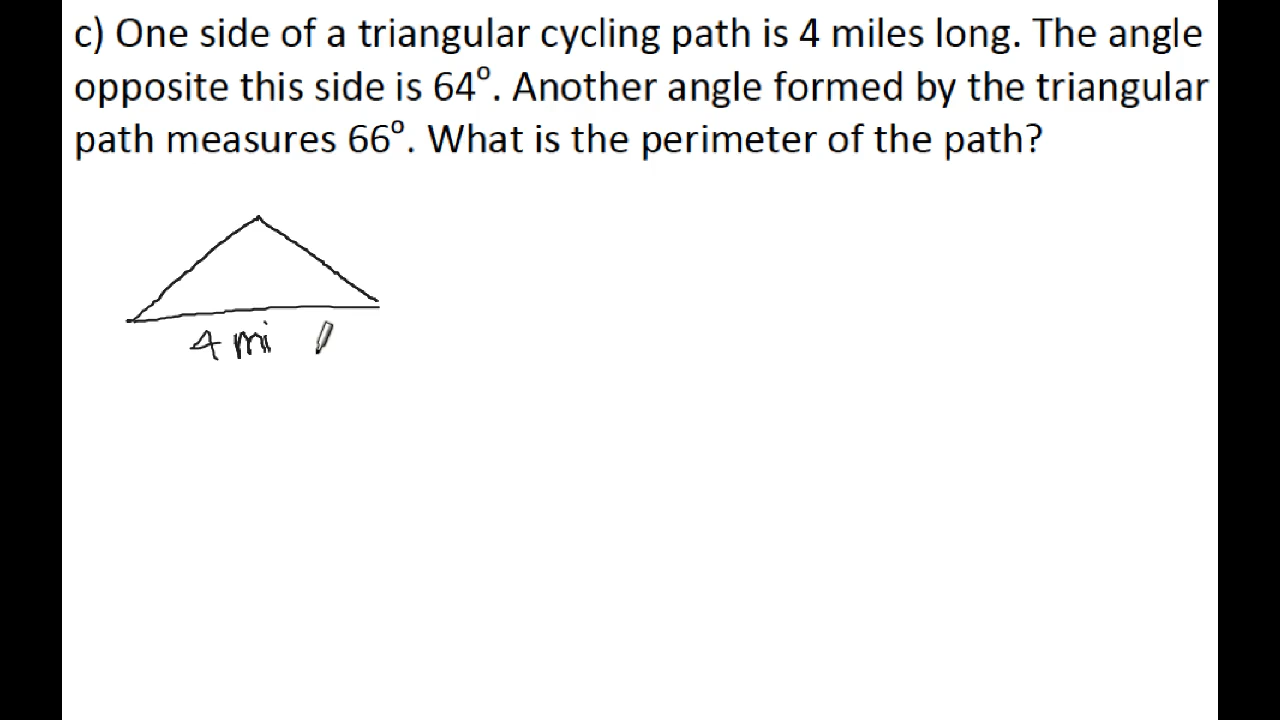 c) One side of a triangular cycling path is 4 miles long. The angle
opposite this side is 64°. Another angle formed by the triangular
path measures 66°. What is the perimeter of the path?
4 mi